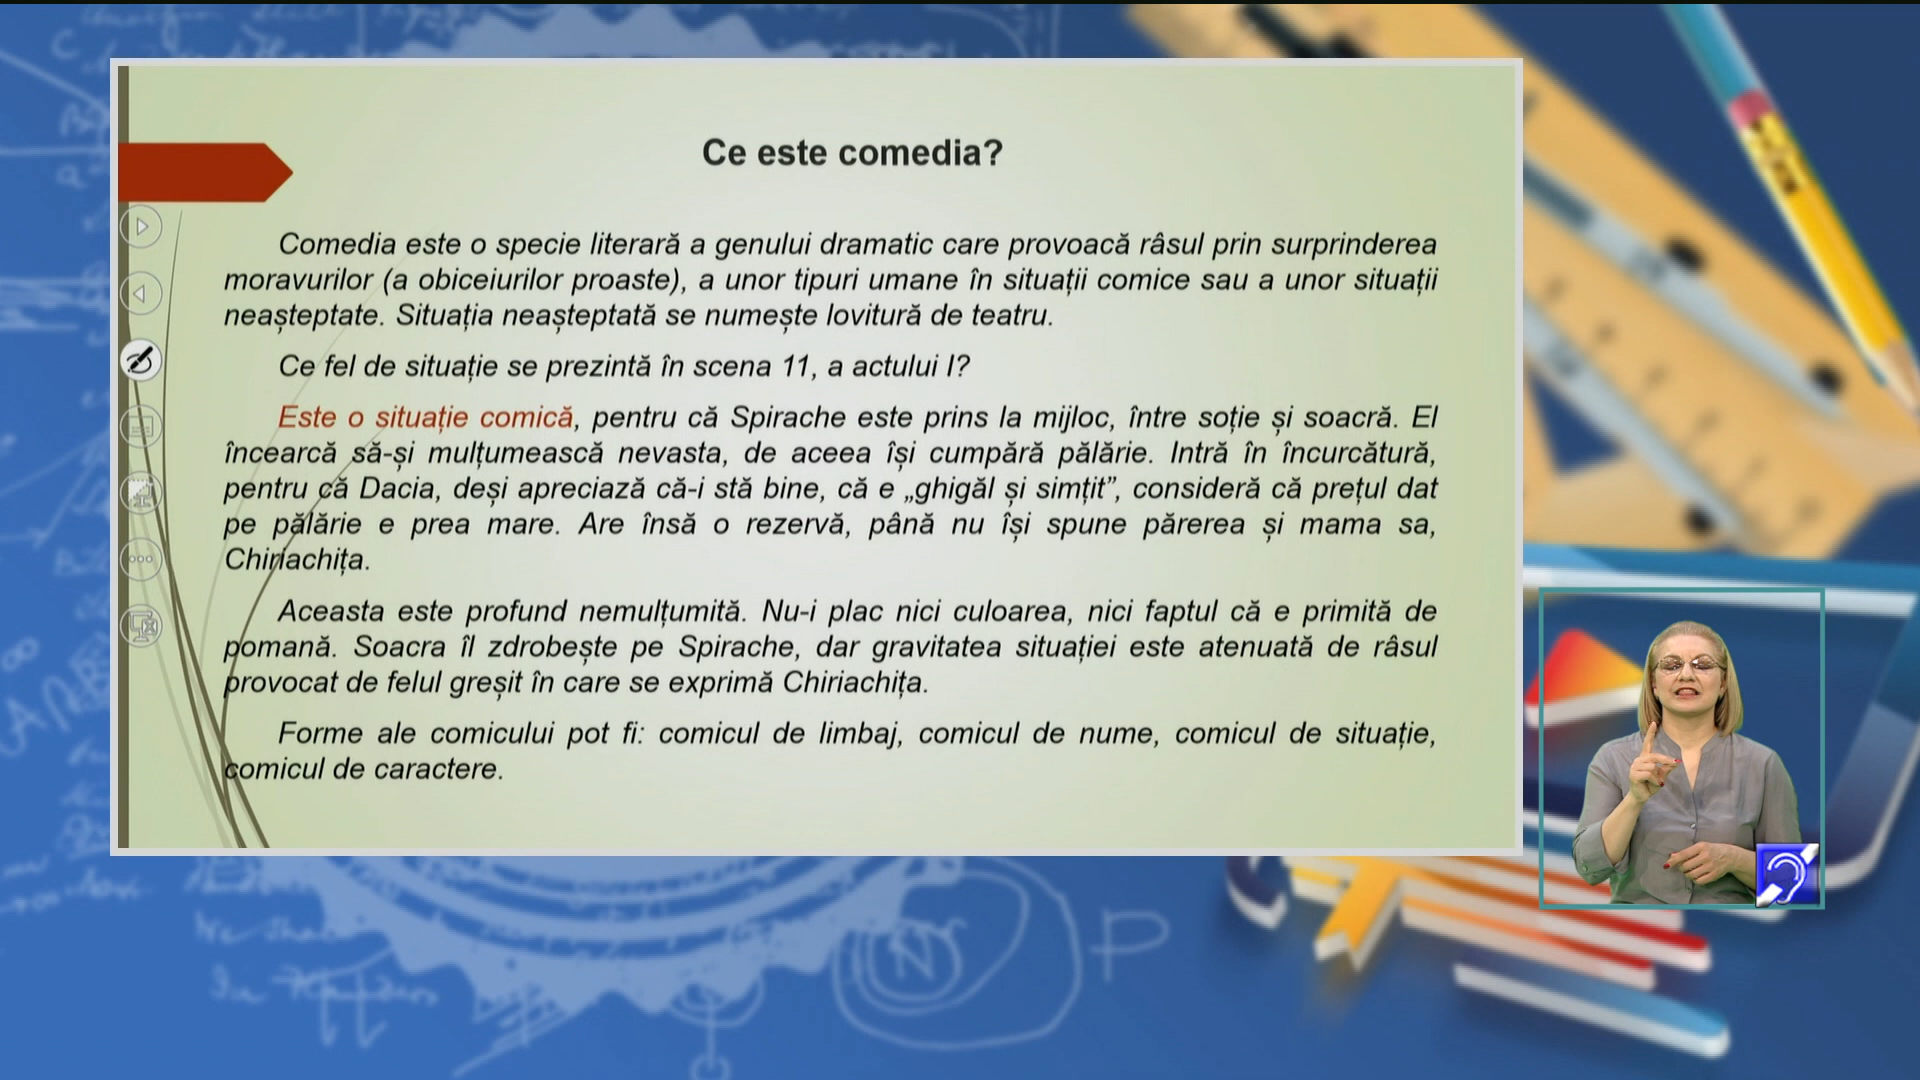 Ce este comedia?
Comedia este o specie literară a genului dramatic care provoacă râsul prin surprinderea
moravurilor (a obiceiurilor proaste), a unor tipuri umane în situații comice sau a unor situații
neașteptate. Situația neașteptată se numește lovitură de teatru.
Ce fel de situație se prezintă în scena 11, a actului I?
Este o situație comică, pentru că Spirache este prins la mijloc, între soție și soacră. El
încearcă să-și mulțumească nevasta, de aceea își cumpără pălărie. Intră în încurcătură,
pentru că Dacia, deși apreciază că-i stă bine, că e „ghigăl și simțit”, consideră că prețul dat
pe pălărie e prea mare. Are însă o rezervă, până nu își spune părerea și mama sa,
Chiriachița.
Aceasta este profund nemulțumită. Nu-i plac nici culoarea, nici faptul că e primită de
pomană. Soacra îl zdrobește pe Spirache, dar gravitatea situației este atenuată de râsul
provocat de felul greșit în care se exprimă Chiriachița.
Forme ale comicului pot fi: comicul de limbaj, comicul de nume, comicul de situație,
comicul de caractere.
N
P